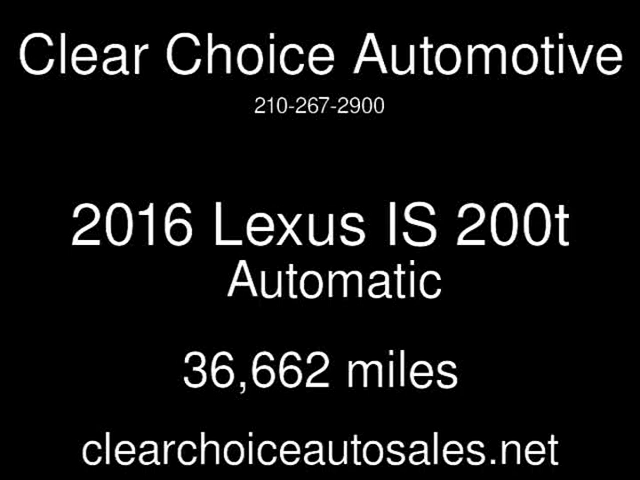 Clear Choice Automotive
210-267-2900
2016 Lexus IS 200t
Automatic
36,662 miles
clearchoiceautosales.net